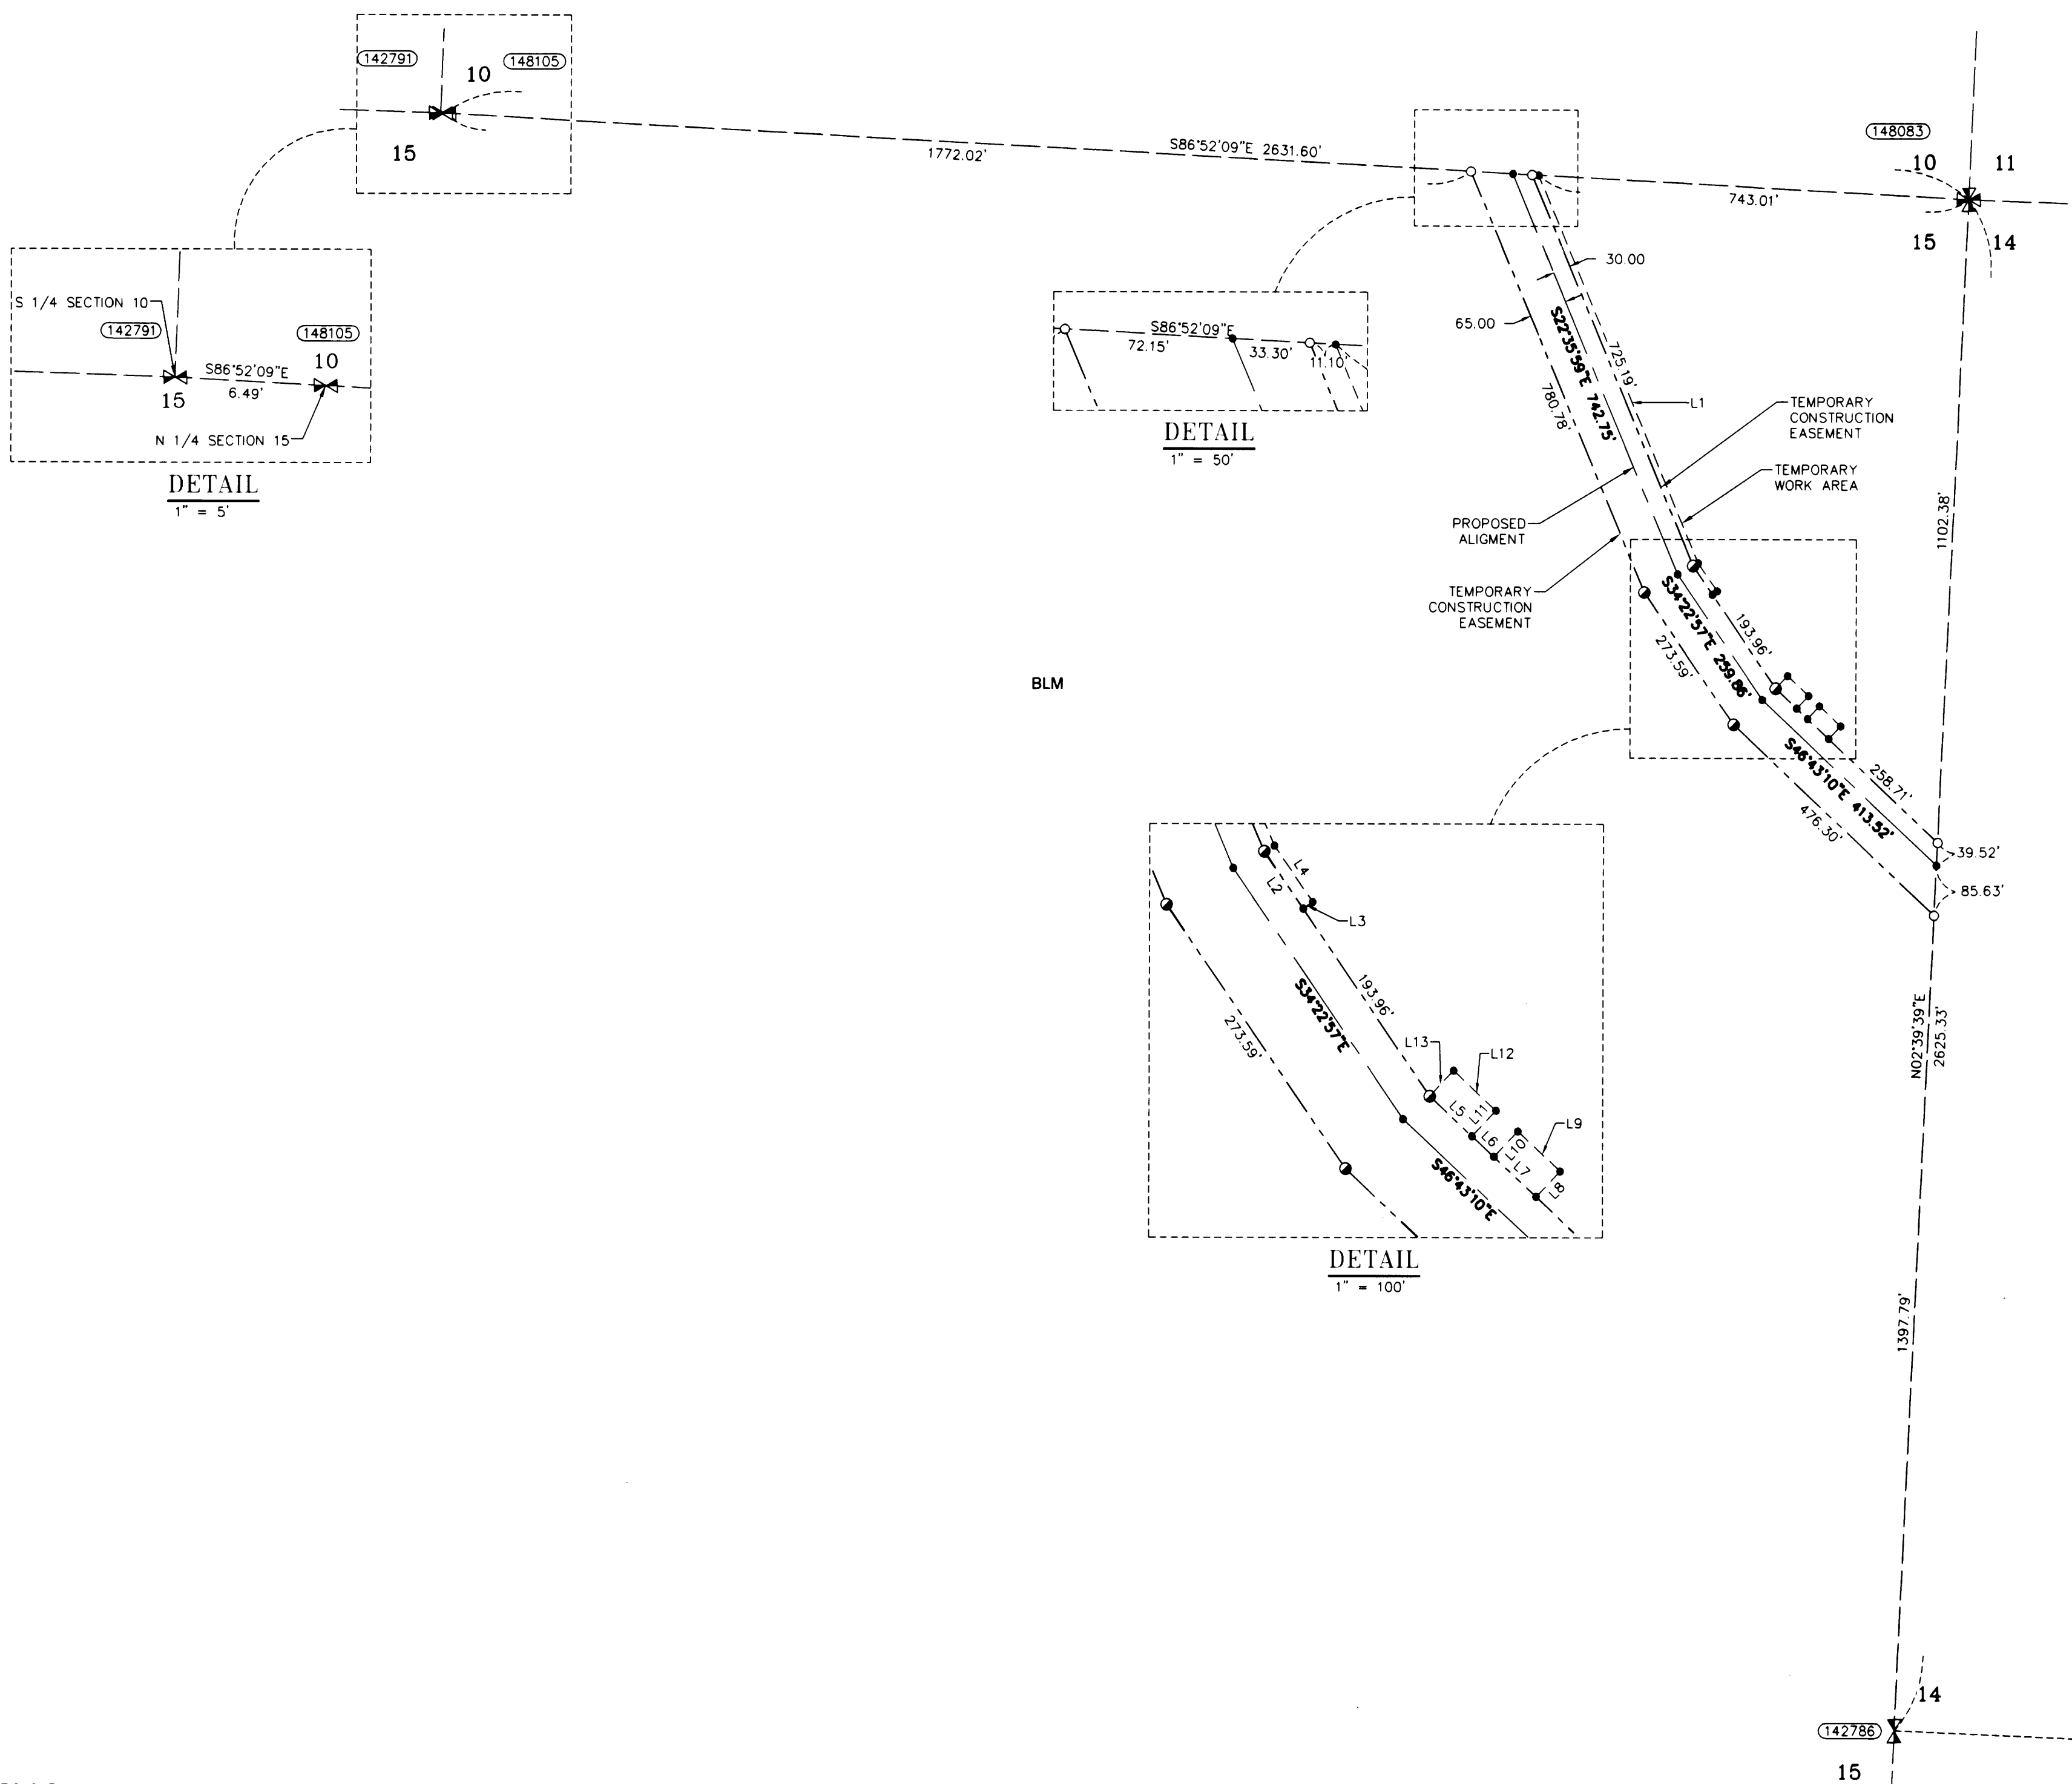 142791
10
148105
15
S86°52'09"E 2631.60'
1772.02'
148083
10
11
743.01'
15
14
S 1/4 SECTION 10
142791
148105
10
S86°52'09"E
6.49'
15
N 1/4 SECTION 15
DETAIL
1" = 5'
S86°52'09"E
72.15'
33.30'
11.10
DETAIL
1" = 50'
30.00
65.00
S22°35'59"E 742.75'
725.19'
780.78'
L1
TEMPORARY
CONSTRUCTION
EASEMENT
TEMPORARY
WORK AREA
PROPOSED
ALIGMENT
TEMPORARY
CONSTRUCTION
EASEMENT
1102.38'
S34°22'57"E 259.86'
193.96'
273.59'
BLM
S46°43'10"E 413.52'
258.71'
476.30'
39.52'
85.63'
L4
L2
L3
193.96'
S34°22'57"E
273.59'
L13
L12
L5
L11
L6
L10
L9
L7
L8
S46°43'10"E
DETAIL
1" = 100'
N02°39'39"E
2625.33'
1397.79'
14
142786
15